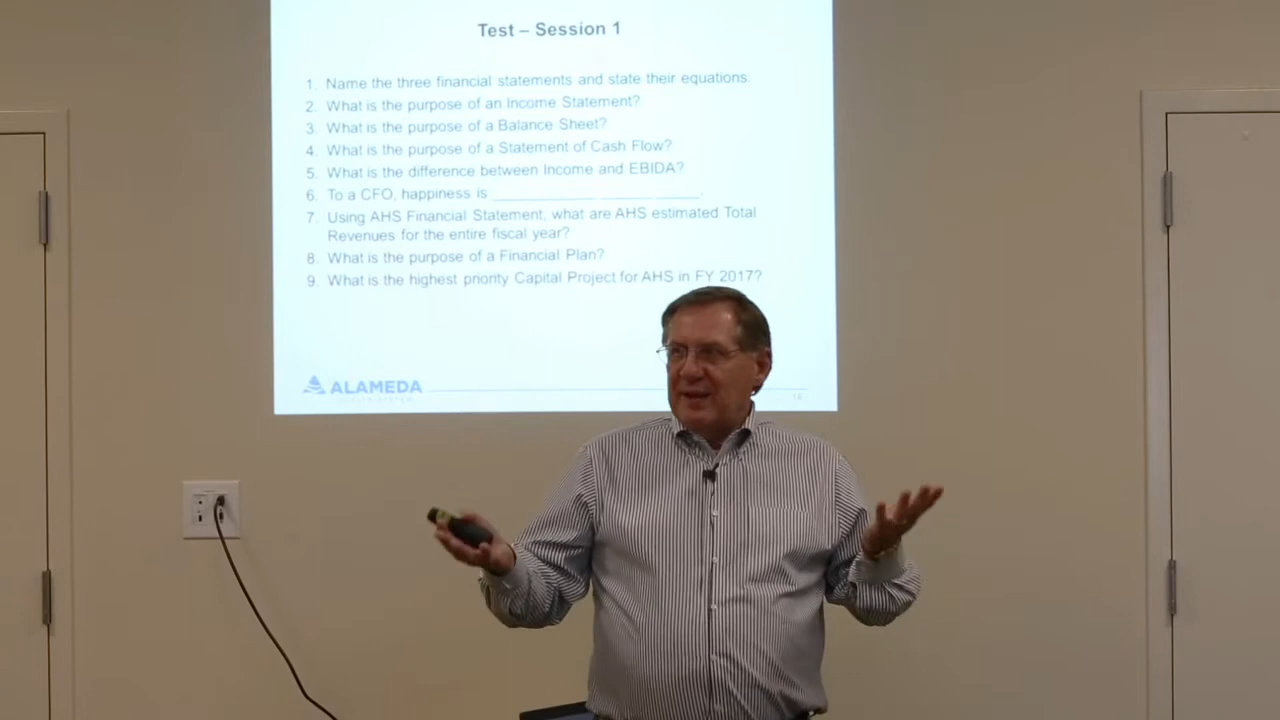 Test – Session 1
1. Name the three financial statements and state their equations.
2. What is the purpose of an Income Statement?
3. What is the purpose of a Balance Sheet?
4. What is the purpose of a Statement of Cash Flow?
5. What is the difference between Income and EBIDA?
6. To a CFO, happiness is ____________ ______ _____.
7. Using AHS Financial Statement, what are AHS estimated Total
Revenues for the entire fiscal year?
8. What is the purpose of a Financial Plan?
9. What is the highest priority Capital Project for AHS in FY 2017?
ALAMEDA